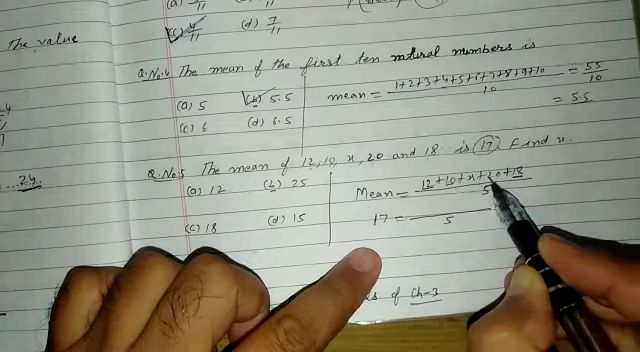 (d) 7/11
(c) 4/11
The value
Q.No.4 The mean of the first ten natural numbers is
(a) 5 (b) 5.5
(c) 6 (d) 6.5
mean = 1+2+3+4+5+6+7+8+9+10 / 10 = 55/10
= 5.5
24
Q.No.5 The mean of 12, 10, x, 20 and 18 is 17 Find x.
(a) 12 (b) 25
(c) 18 (d) 15
Mean = 12+10+x+20+18 / 5
17 = / 5
of Ch-3